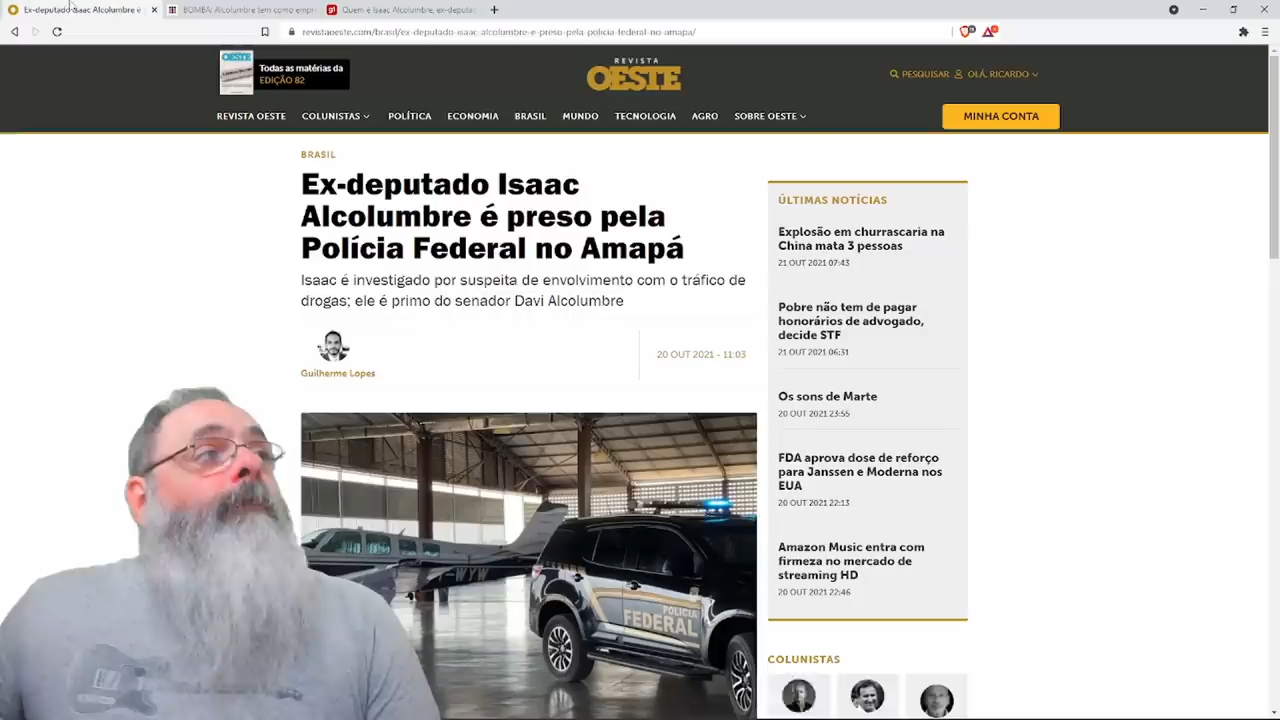 Ex-deputado Isaac Alcolumbre é
BOMBA: Alcolumbre tem como empr
Quem é Isaac Alcolumbre, ex-deputac
revistaoeste.com/brasil/ex-deputado-isaac-alcolumbre-e-preso-pela-policia-federal-no-amapa/
OESTE
Todas as matérias da
EDIÇÃO 82
REVISTA
OESTE
PESQUISAR
OLÁ, RICARDO
REVISTA OESTE
COLUNISTAS
POLÍTICA
ECONOMIA
BRASIL
MUNDO
TECNOLOGIA
AGRO
SOBRE OESTE
MINHA CONTA
BRASIL
Ex-deputado Isaac
Alcolumbre é preso pela
Polícia Federal no Amapá
Isaac é investigado por suspeita de envolvimento com o tráfico de
drogas; ele é primo do senador Davi Alcolumbre
Guilherme Lopes
20 OUT 2021 - 11:03
WYW
POLÍCIA
FEDERAL
ÚLTIMAS NOTÍCIAS
Explosão em churrascaria na
China mata 3 pessoas
21 OUT 2021 07:43
Pobre não tem de pagar
honorários de advogado,
decide STF
21 OUT 2021 06:31
Os sons de Marte
20 OUT 2021 23:55
FDA aprova dose de reforço
para Janssen e Moderna nos
EUA
20 OUT 2021 22:13
Amazon Music entra com
firmeza no mercado de
streaming HD
20 OUT 2021 22:46
COLUNISTAS